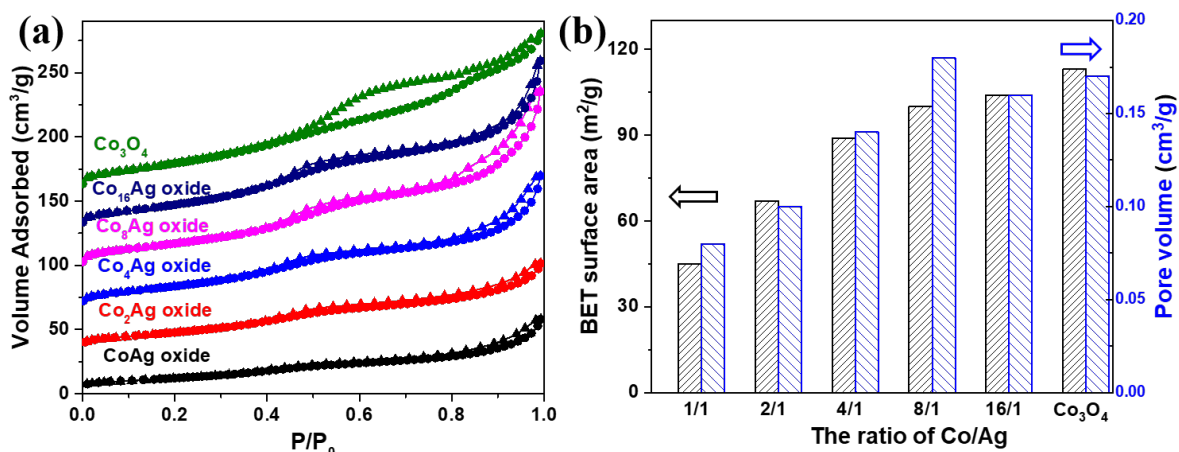 (a)
Volume Adsorbed (cm³/g)
250
200
150
100
50
0
Co₃O₄
Co₁₆Ag oxide
Co₈Ag oxide
Co₄Ag oxide
Co₂Ag oxide
CoAg oxide
0.0 0.2 0.4 0.6 0.8 1.0
P/P₀
(b)
BET surface area (m²/g)
120
90
60
30
0
1/1 2/1 4/1 8/1 16/1 Co₃O₄
The ratio of Co/Ag
0.20
0.15
0.10
0.05
0.00
Pore volume (cm³/g)